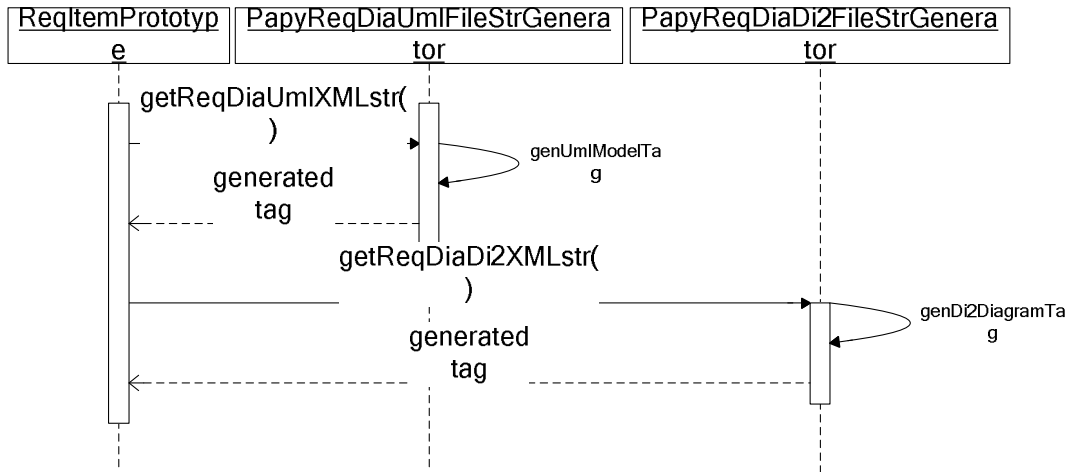 ReqItemPrototyp
e
PapyReqDiaUmlFileStrGenera
tor
PapyReqDiaDi2FileStrGenera
tor
getReqDiaUmlXMLstr(
)
genUmlModelTa
g
generated
tag
getReqDiaDi2XMLstr(
)
genDi2DiagramTa
g
generated
tag